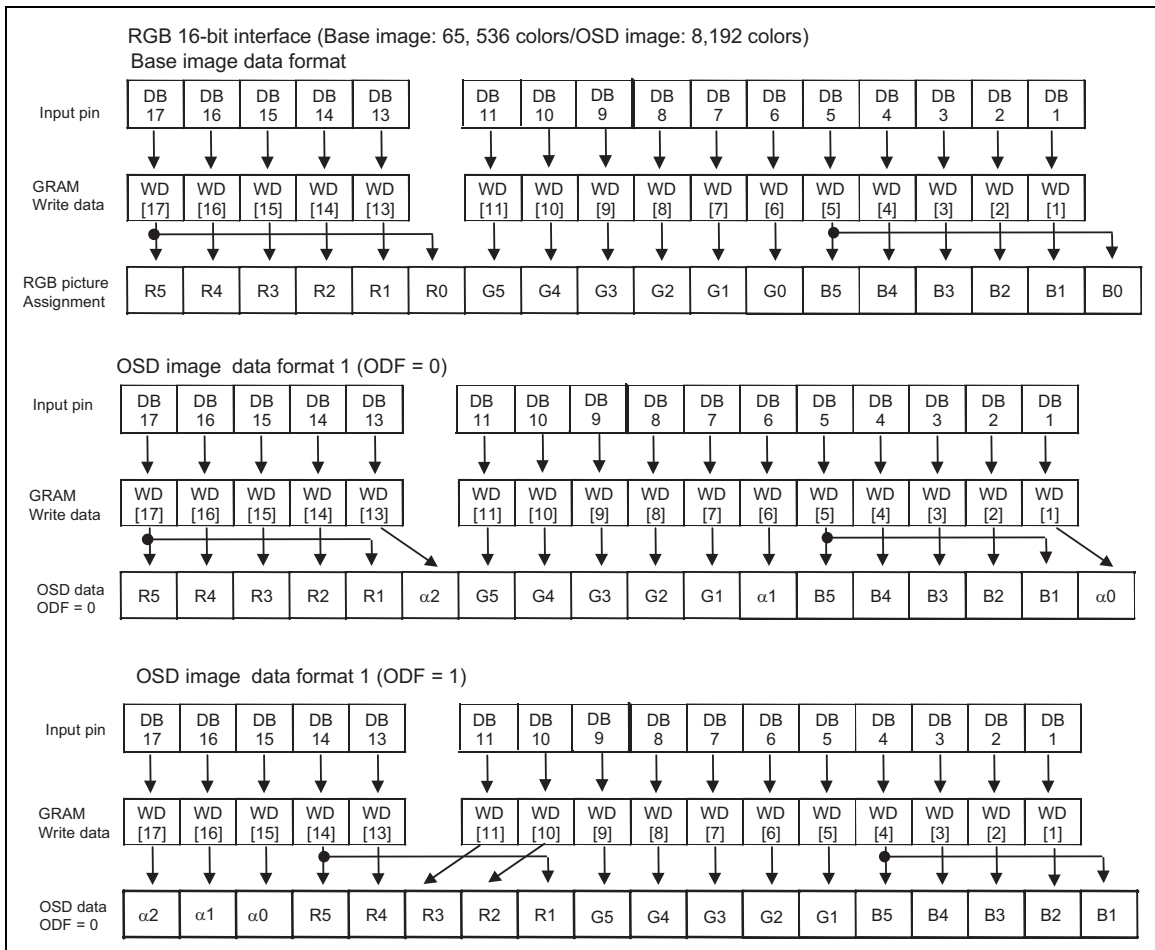 RGB 16-bit interface (Base image: 65, 536 colors/OSD image: 8,192 colors)
Base image data format
Input pin DB 17 DB 16 DB 15 DB 14 DB 13 DB 11 DB 10 DB 9 DB 8 DB 7 DB 6 DB 5 DB 4 DB 3 DB 2 DB 1
GRAM Write data WD [17] WD [16] WD [15] WD [14] WD [13] WD [11] WD [10] WD [9] WD [8] WD [7] WD [6] WD [5] WD [4] WD [3] WD [2] WD [1]
RGB picture Assignment R5 R4 R3 R2 R1 R0 G5 G4 G3 G2 G1 G0 B5 B4 B3 B2 B1 B0
OSD image data format 1 (ODF = 0)
Input pin DB 17 DB 16 DB 15 DB 14 DB 13 DB 11 DB 10 DB 9 DB 8 DB 7 DB 6 DB 5 DB 4 DB 3 DB 2 DB 1
GRAM Write data WD [17] WD [16] WD [15] WD [14] WD [13] WD [11] WD [10] WD [9] WD [8] WD [7] WD [6] WD [5] WD [4] WD [3] WD [2] WD [1]
OSD data ODF = 0 R5 R4 R3 R2 R1 α2 G5 G4 G3 G2 G1 α1 B5 B4 B3 B2 B1 α0
OSD image data format 1 (ODF = 1)
Input pin DB 17 DB 16 DB 15 DB 14 DB 13 DB 11 DB 10 DB 9 DB 8 DB 7 DB 6 DB 5 DB 4 DB 3 DB 2 DB 1
GRAM Write data WD [17] WD [16] WD [15] WD [14] WD [13] WD [11] WD [10] WD [9] WD [8] WD [7] WD [6] WD [5] WD [4] WD [3] WD [2] WD [1]
OSD data ODF = 0 α2 α1 α0 R5 R4 R3 R2 R1 G5 G4 G3 G2 G1 B5 B4 B3 B2 B1